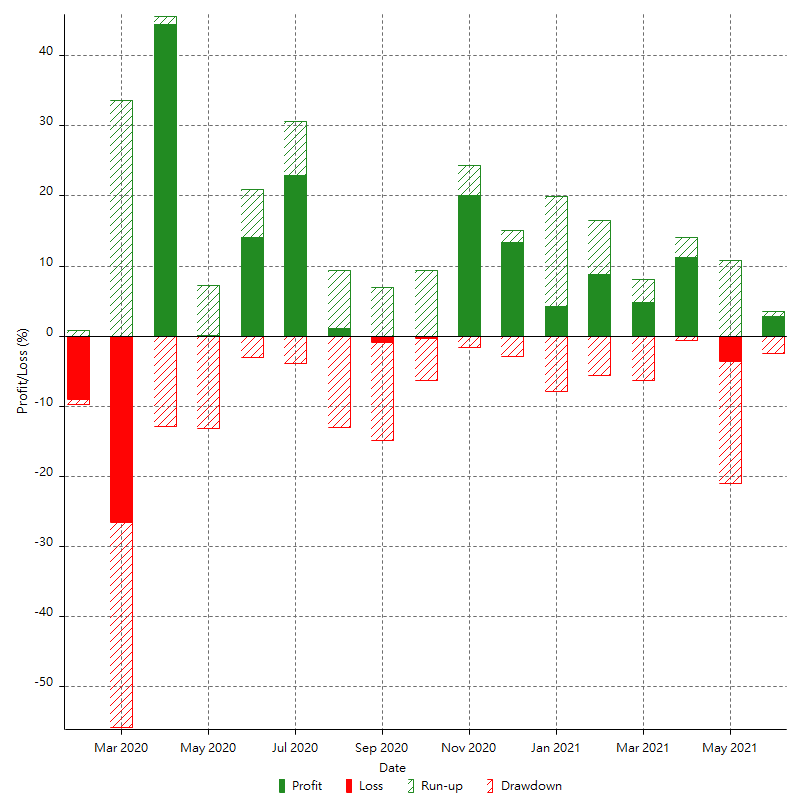 40
30
20
10
0
-10
-20
-30
-40
-50
Profit/Loss (%)
Mar 2020 May 2020 Jul 2020 Sep 2020 Nov 2020 Jan 2021 Mar 2021 May 2021
Date
Profit Loss Run-up Drawdown